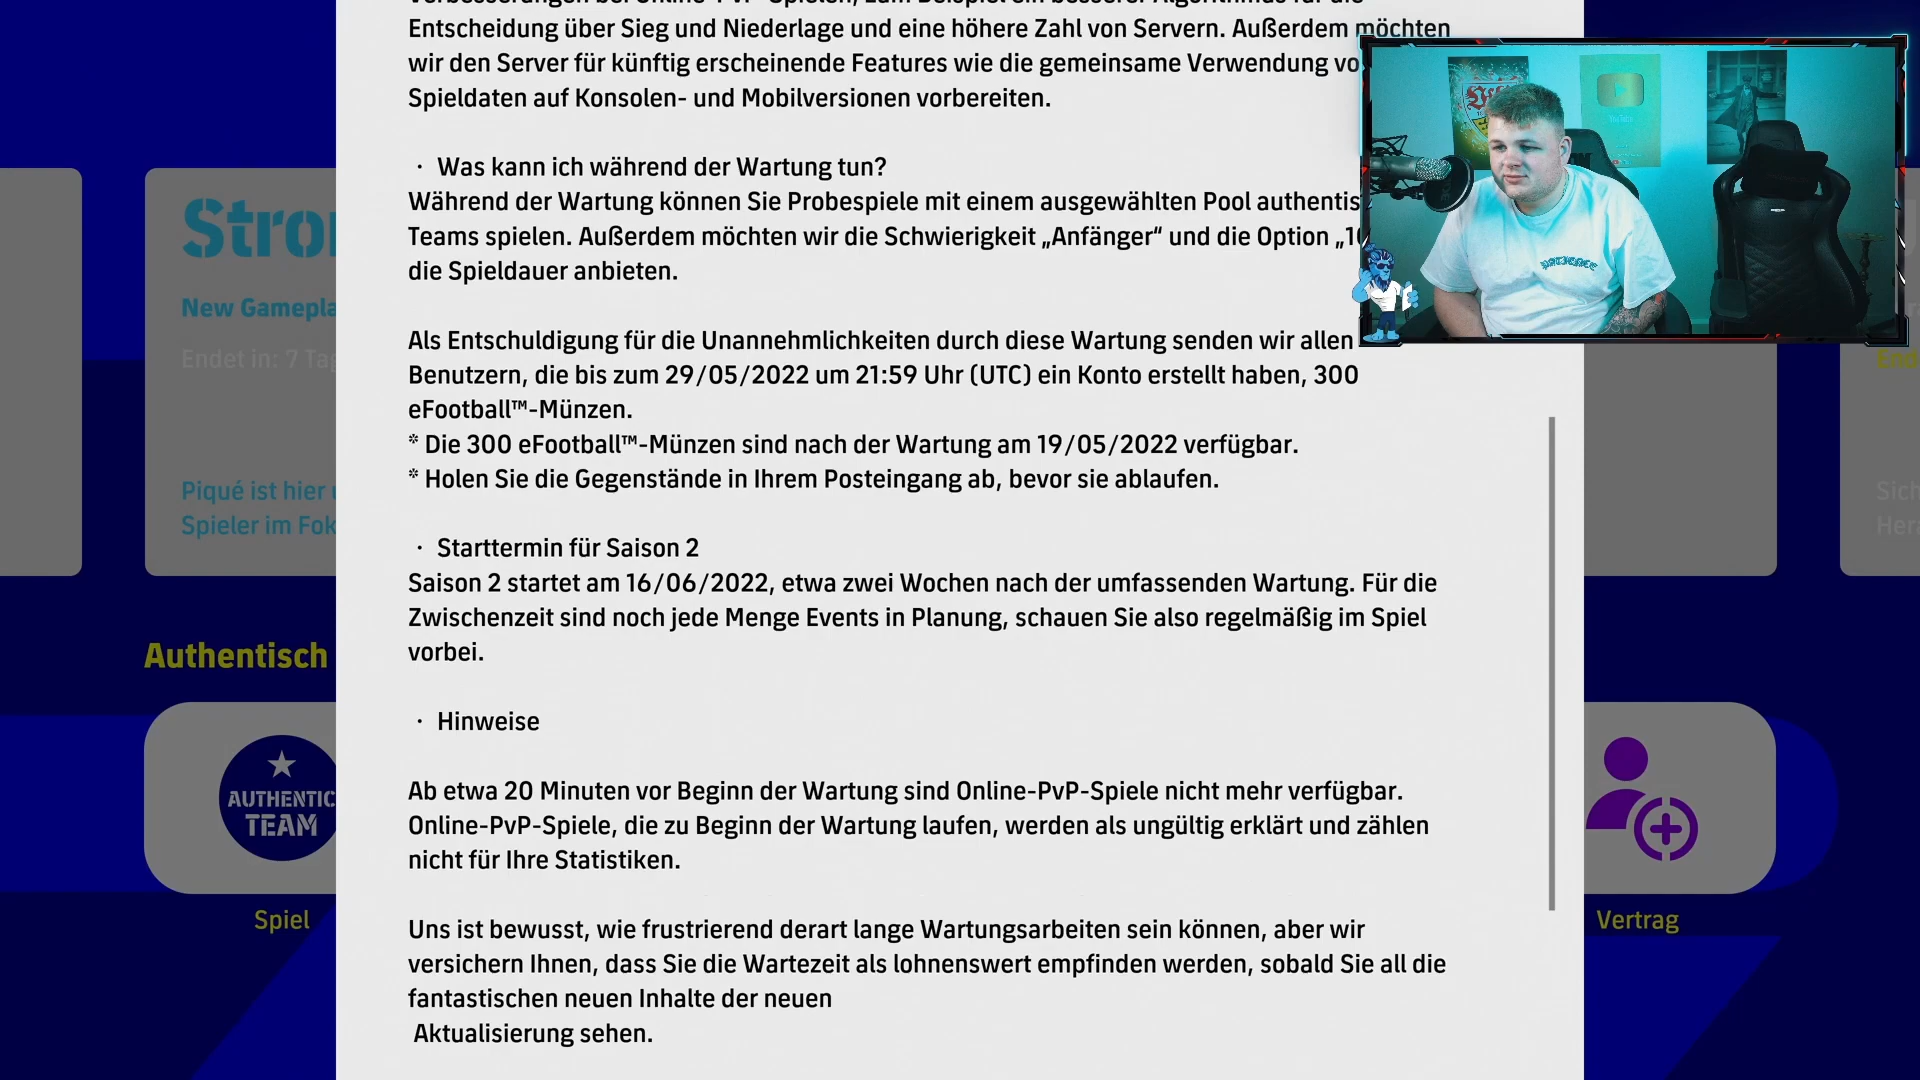 Entscheidung über Sieg und Niederlage und eine höhere Zahl von Servern. Außerdem möchten
wir den Server für künftig erscheinende Features wie die gemeinsame Verwendung vo
Spieldaten auf Konsolen- und Mobilversionen vorbereiten.
· Was kann ich während der Wartung tun?
Während der Wartung können Sie Probespiele mit einem ausgewählten Pool authentis
Teams spielen. Außerdem möchten wir die Schwierigkeit „Anfänger“ und die Option „1
die Spieldauer anbieten.
Als Entschuldigung für die Unannehmlichkeiten durch diese Wartung senden wir allen
Benutzern, die bis zum 29/05/2022 um 21:59 Uhr (UTC) ein Konto erstellt haben, 300
eFootball™-Münzen.
* Die 300 eFootball™-Münzen sind nach der Wartung am 19/05/2022 verfügbar.
* Holen Sie die Gegenstände in Ihrem Posteingang ab, bevor sie ablaufen.
· Starttermin für Saison 2
Saison 2 startet am 16/06/2022, etwa zwei Wochen nach der umfassenden Wartung. Für die
Zwischenzeit sind noch jede Menge Events in Planung, schauen Sie also regelmäßig im Spiel
vorbei.
· Hinweise
Ab etwa 20 Minuten vor Beginn der Wartung sind Online-PvP-Spiele nicht mehr verfügbar.
Online-PvP-Spiele, die zu Beginn der Wartung laufen, werden als ungültig erklärt und zählen
nicht für Ihre Statistiken.
Uns ist bewusst, wie frustrierend derart lange Wartungsarbeiten sein können, aber wir
versichern Ihnen, dass Sie die Wartezeit als lohnenswert empfinden werden, sobald Sie all die
fantastischen neuen Inhalte der neuen
Aktualisierung sehen.
Stron
New Gamepla
Endet in: 7 Tag
Piqué ist hier
Spieler im Fok
Authentisch
AUTHENTIC
TEAM
Spiel
PATIENCE
End
Sich
Hera
Vertrag